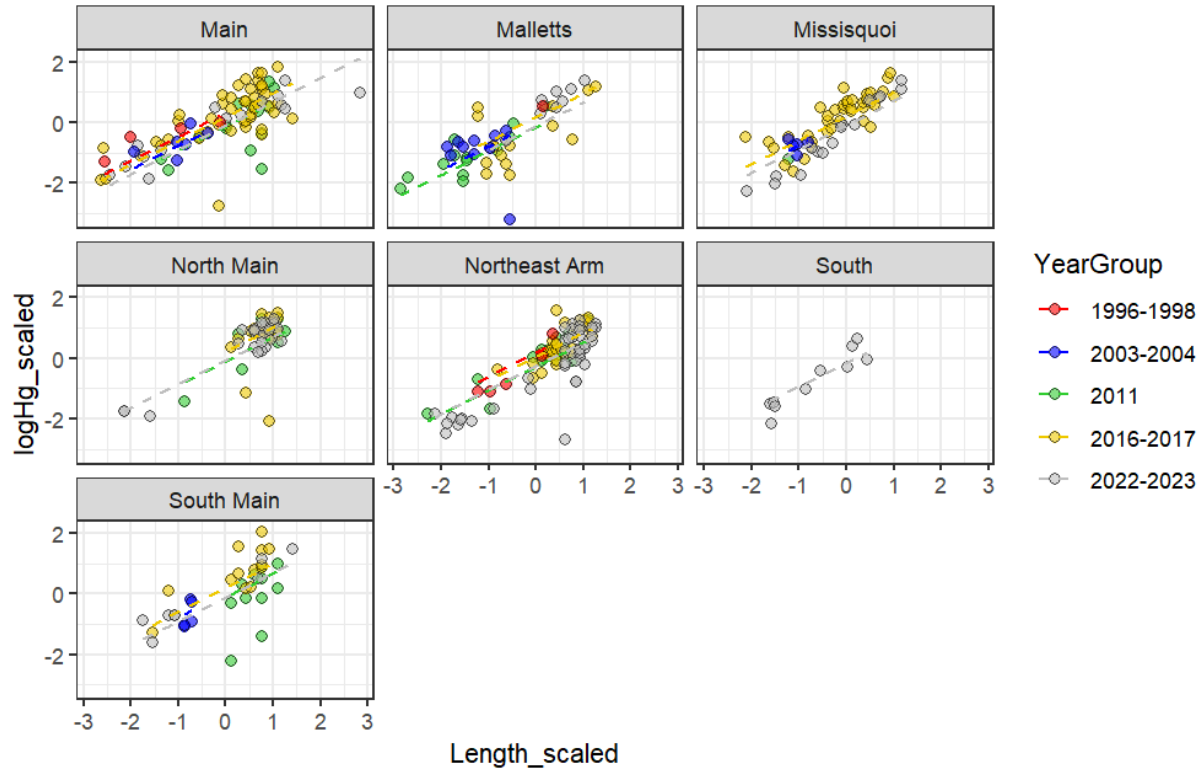 Main
Malletts
Missisquoi
2
0
-2
North Main
Northeast Arm
South
2
0
-2
-3 -2 -1 0 1 2 3
-3 -2 -1 0 1 2 3
South Main
2
0
-2
-3 -2 -1 0 1 2 3
logHg_scaled
Length_scaled
YearGroup
1996-1998
2003-2004
2011
2016-2017
2022-2023